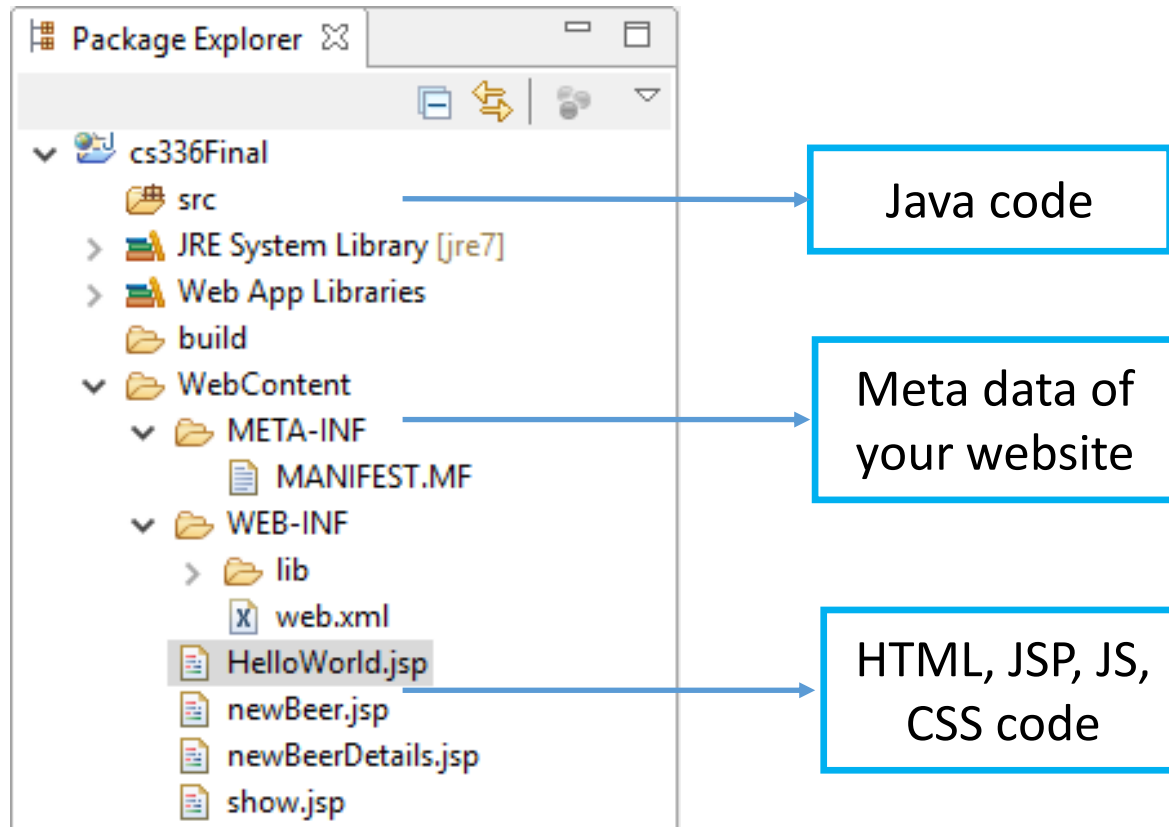 Package Explorer
cs336Final
src
Java code
JRE System Library [jre7]
Web App Libraries
build
WebContent
META-INF
Meta data of
your website
MANIFEST.MF
WEB-INF
lib
web.xml
HelloWorld.jsp
HTML, JSP, JS,
CSS code
newBeer.jsp
newBeerDetails.jsp
show.jsp